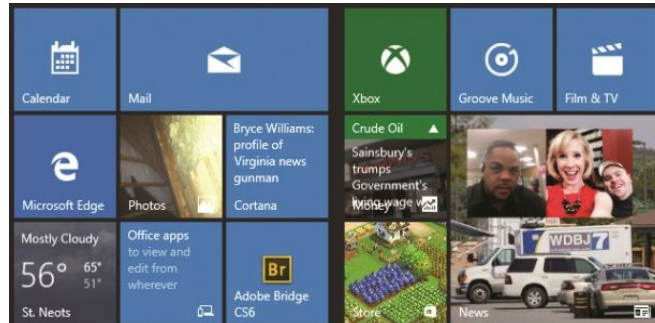 Calendar
Mail
Xbox
Groove Music
Film & TV
Microsoft Edge
Photos
Bryce Williams:
profile of
Virginia news
gunman
Cortana
Crude Oil
Sainsbury's
trumps
Government's
living wage w
Money
WDBJ7
Mostly Cloudy
56° 65°
51°
St. Neots
Office apps
to view and
edit from
wherever
Br
Adobe Bridge
CS6
Store
News